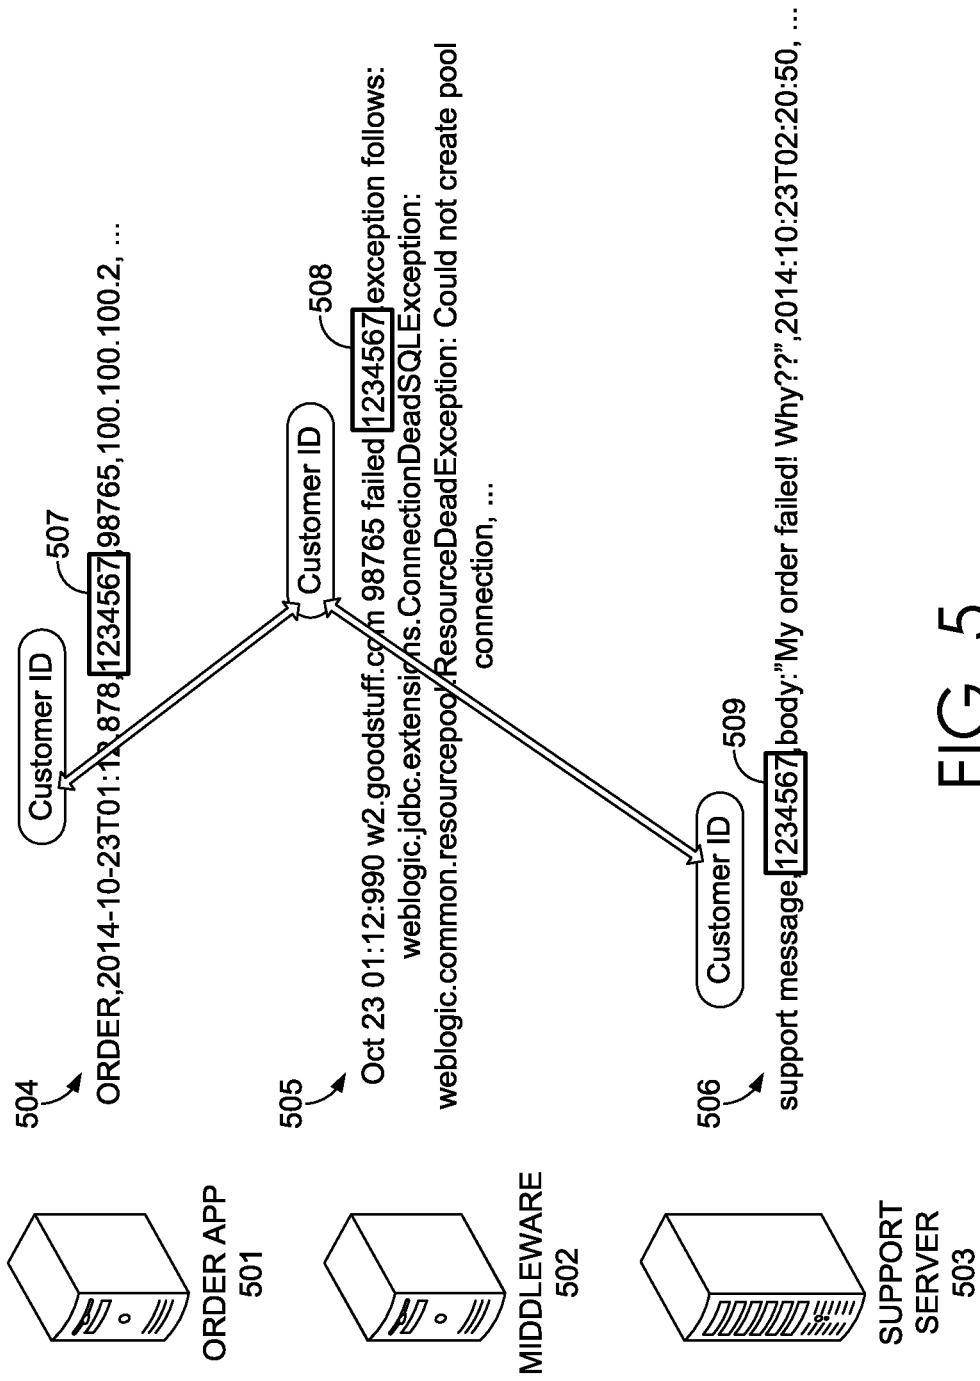 504
Customer ID
507
ORDER,2014-10-23T01:12.878,1234567,98765,100.100.100.2, ...
ORDER APP
501
505
Customer ID
508
Oct 23 01:12:990 w2.goodstuff.com 98765 failed 1234567,exception follows:
weblogic.jdbc.extensions.ConnectionDeadSQLException:
weblogic.common.resourcepool.ResourceDeadException: Could not create pool
connection, ...
MIDDLEWARE
502
506
Customer ID
509
support message,1234567,body:"My order failed! Why??",2014:10:23T02:20:50, ...
SUPPORT
SERVER
503
FIG. 5